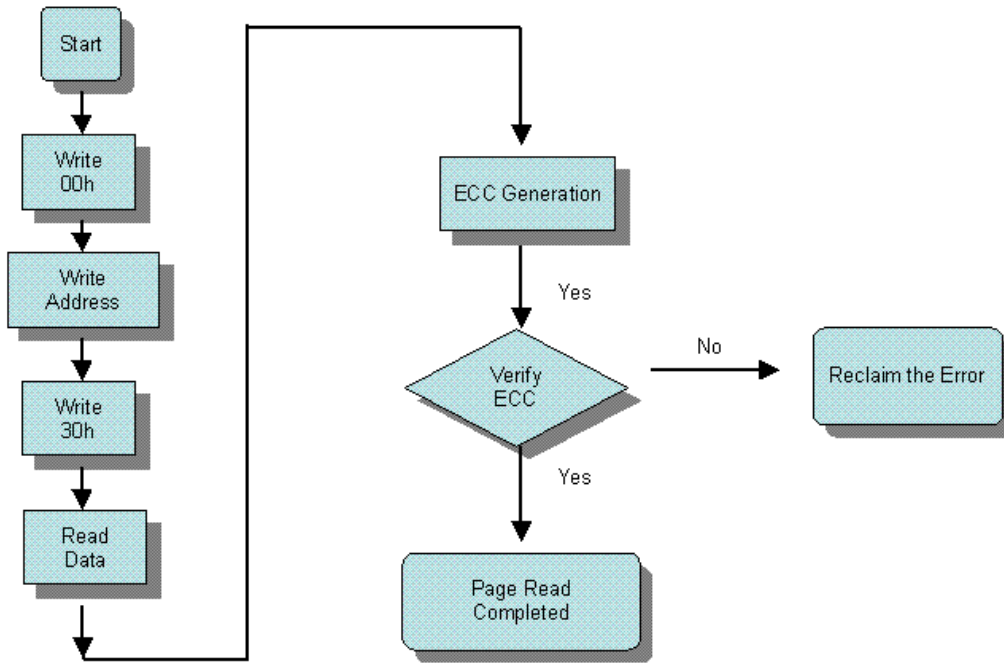 Start
Write
00h
Write
Address
Write
30h
Read
Data
ECC Generation
Yes
Verify
ECC
No
Reclaim the Error
Yes
Page Read
Completed